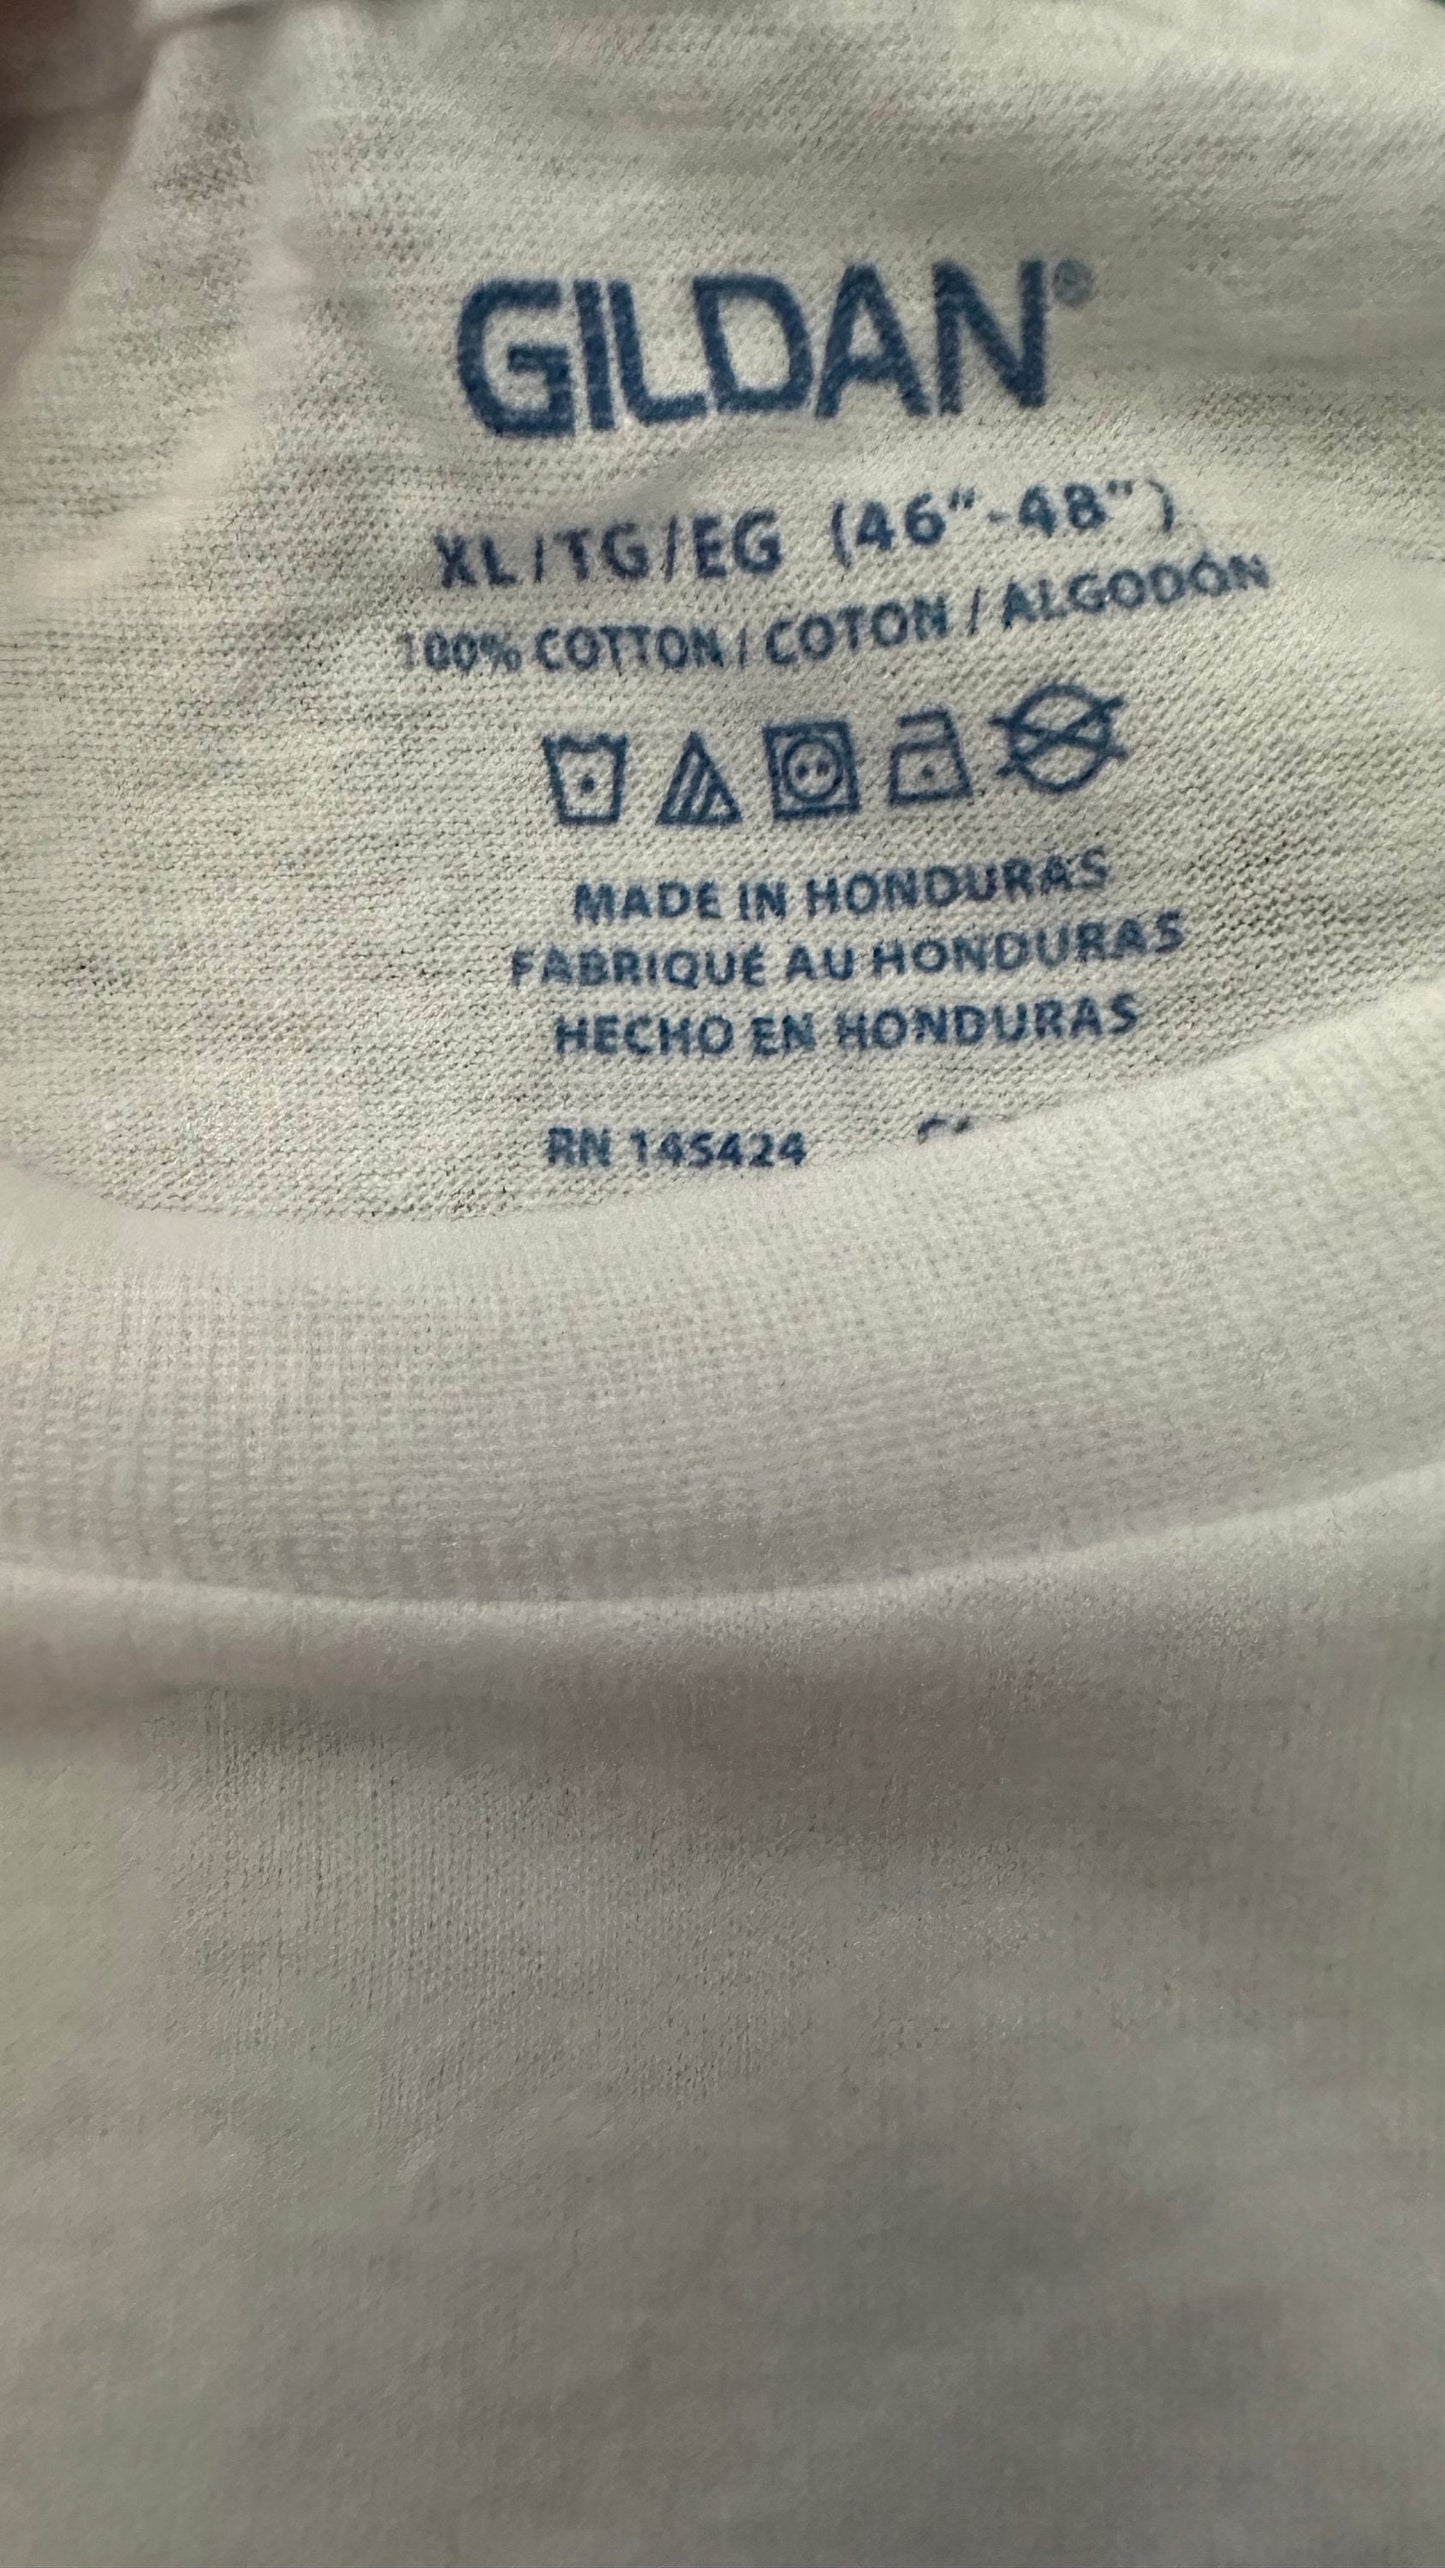 GILDAN®
XL/TG/EG (46"-48")
100% COTTON / COTON / ALGODÓN
MADE IN HONDURAS
FABRIQUÉ AU HONDURAS
HECHO EN HONDURAS
RN 145424